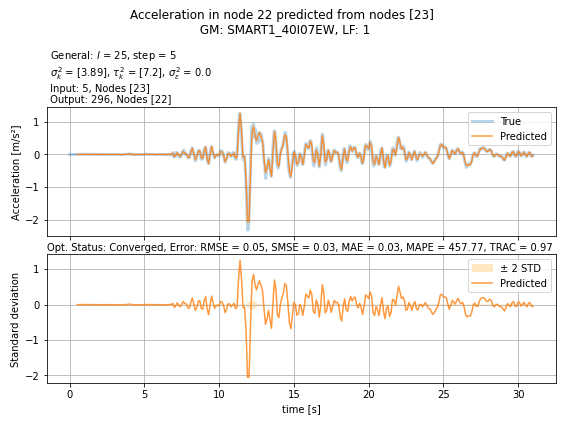 Acceleration in node 22 predicted from nodes [23]
GM: SMART1_40I07EW, LF: 1
General: l = 25, step = 5
σ²ₖ = [3.89], τ²ₖ = [7.2], σ²ε = 0.0
Input: 5, Nodes [23]
Output: 296, Nodes [22]
True
Predicted
Acceleration [m/s²]
1
0
−1
−2
Opt. Status: Converged, Error: RMSE = 0.05, SMSE = 0.03, MAE = 0.03, MAPE = 457.77, TRAC = 0.97
± 2 STD
Predicted
Standard deviation
1
0
−1
−2
0 5 10 15 20 25 30
time [s]